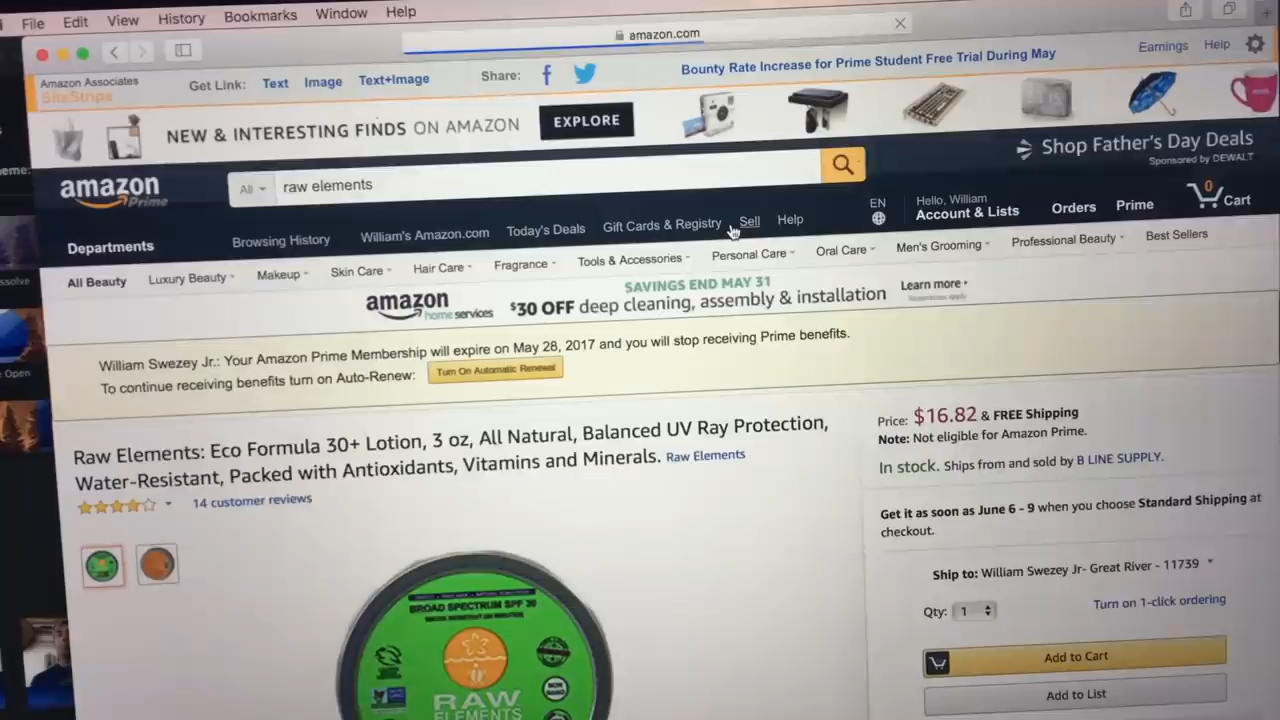 File Edit View History Bookmarks Window Help
amazon.com
Amazon Associates
SiteStripe
Get Link: Text Image Text+Image Share:
Bounty Rate Increase for Prime Student Free Trial During May
Earnings Help
NEW & INTERESTING FINDS ON AMAZON EXPLORE
Shop Father's Day Deals
Sponsored by DEWALT
amazon
Prime
All raw elements
Departments
Browsing History William's Amazon.com Today's Deals Gift Cards & Registry Sell Help
EN
Hello, William
Account & Lists
Orders Prime
0
Cart
All Beauty Luxury Beauty Makeup Skin Care Hair Care Fragrance Tools & Accessories Personal Care Oral Care Men's Grooming Professional Beauty Best Sellers
amazon
home services
SAVINGS END MAY 31
$30 OFF deep cleaning, assembly & installation
Learn more
William Swezey Jr.: Your Amazon Prime Membership will expire on May 28, 2017 and you will stop receiving Prime benefits.
To continue receiving benefits turn on Auto-Renew: Turn On Automatic Renewal
Raw Elements: Eco Formula 30+ Lotion, 3 oz, All Natural, Balanced UV Ray Protection,
Water-Resistant, Packed with Antioxidants, Vitamins and Minerals. Raw Elements
14 customer reviews
BROAD SPECTRUM SPF 30
RAW
ELEMENTS
Price: $16.82 & FREE Shipping
Note: Not eligible for Amazon Prime.
In stock. Ships from and sold by B LINE SUPPLY.
Get it as soon as June 6 - 9 when you choose Standard Shipping at
checkout.
Ship to: William Swezey Jr- Great River - 11739
Qty: 1
Turn on 1-click ordering
Add to Cart
Add to List